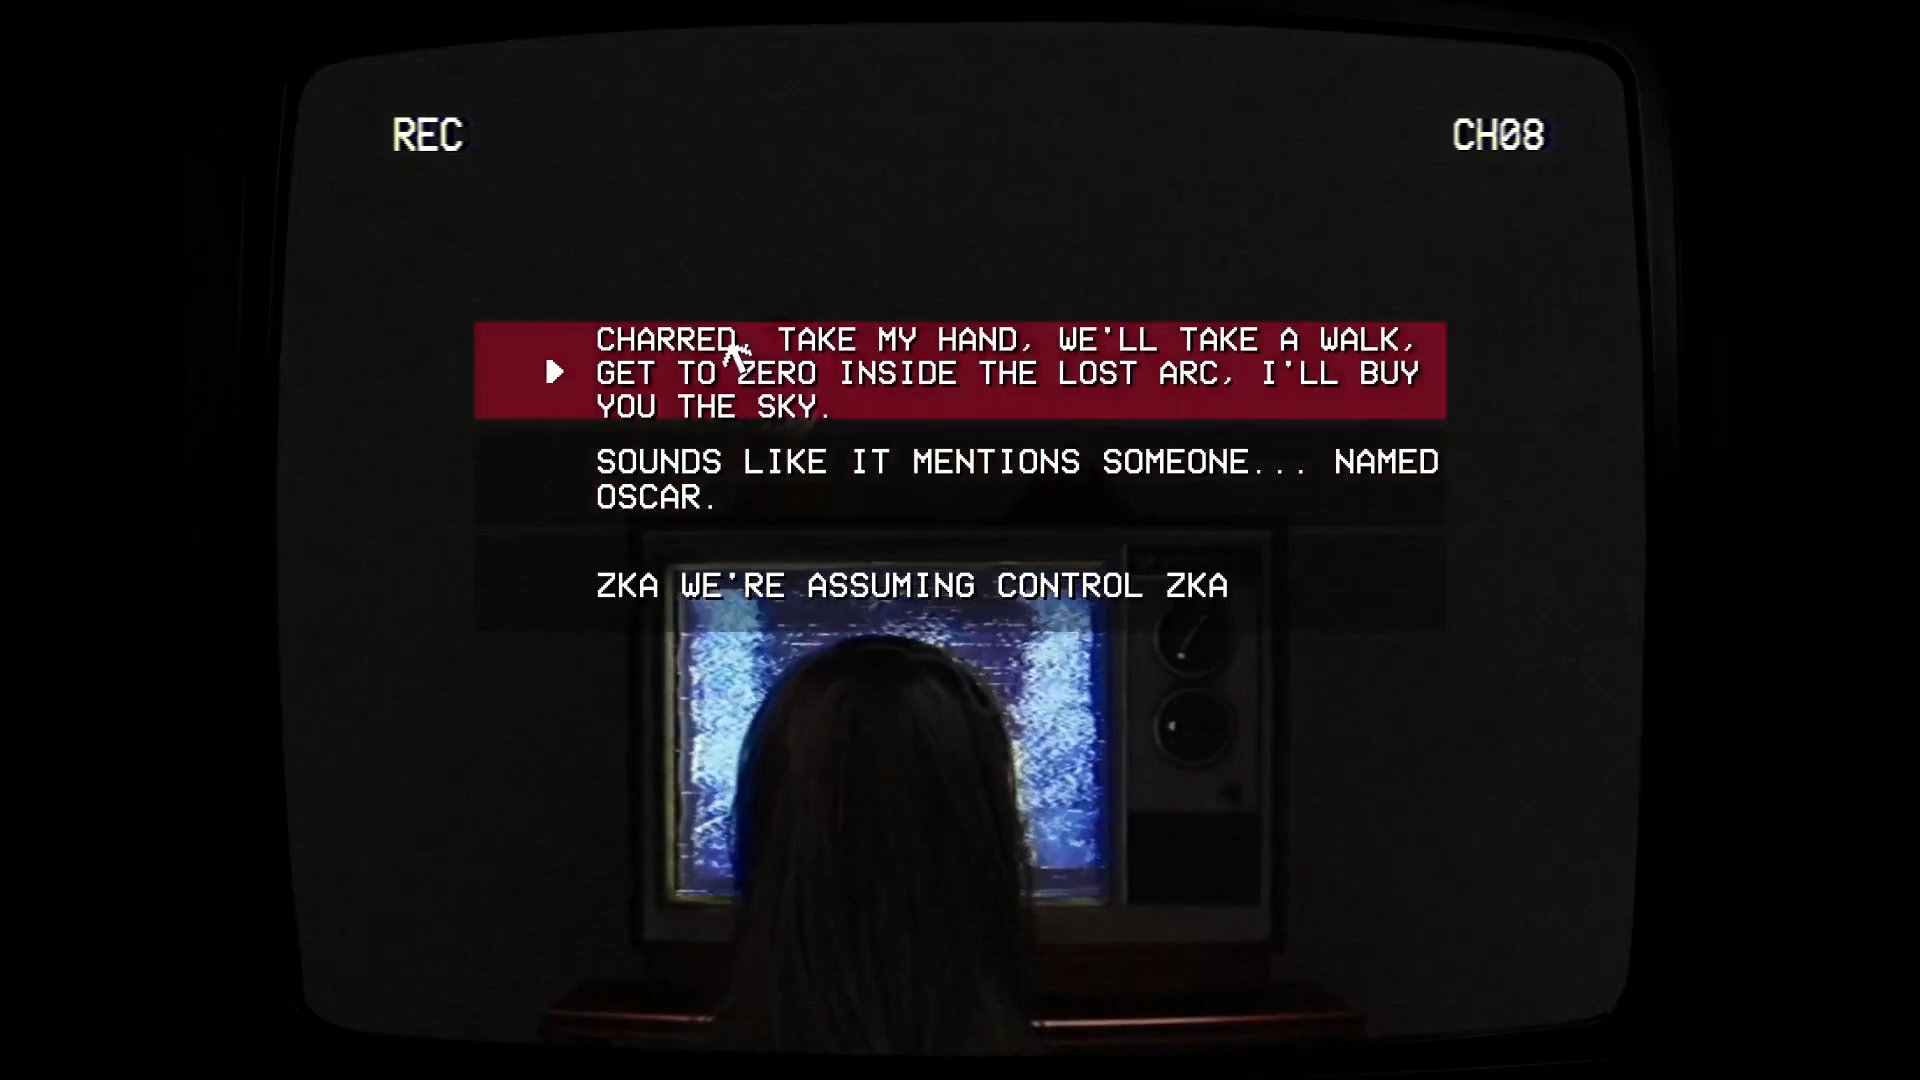 REC
CH08
CHARRED, TAKE MY HAND, WE'LL TAKE A WALK,
GET TO ZERO INSIDE THE LOST ARC, I'LL BUY
YOU THE SKY.
SOUNDS LIKE IT MENTIONS SOMEONE... NAMED
OSCAR.
ZKA WE'RE ASSUMING CONTROL ZKA